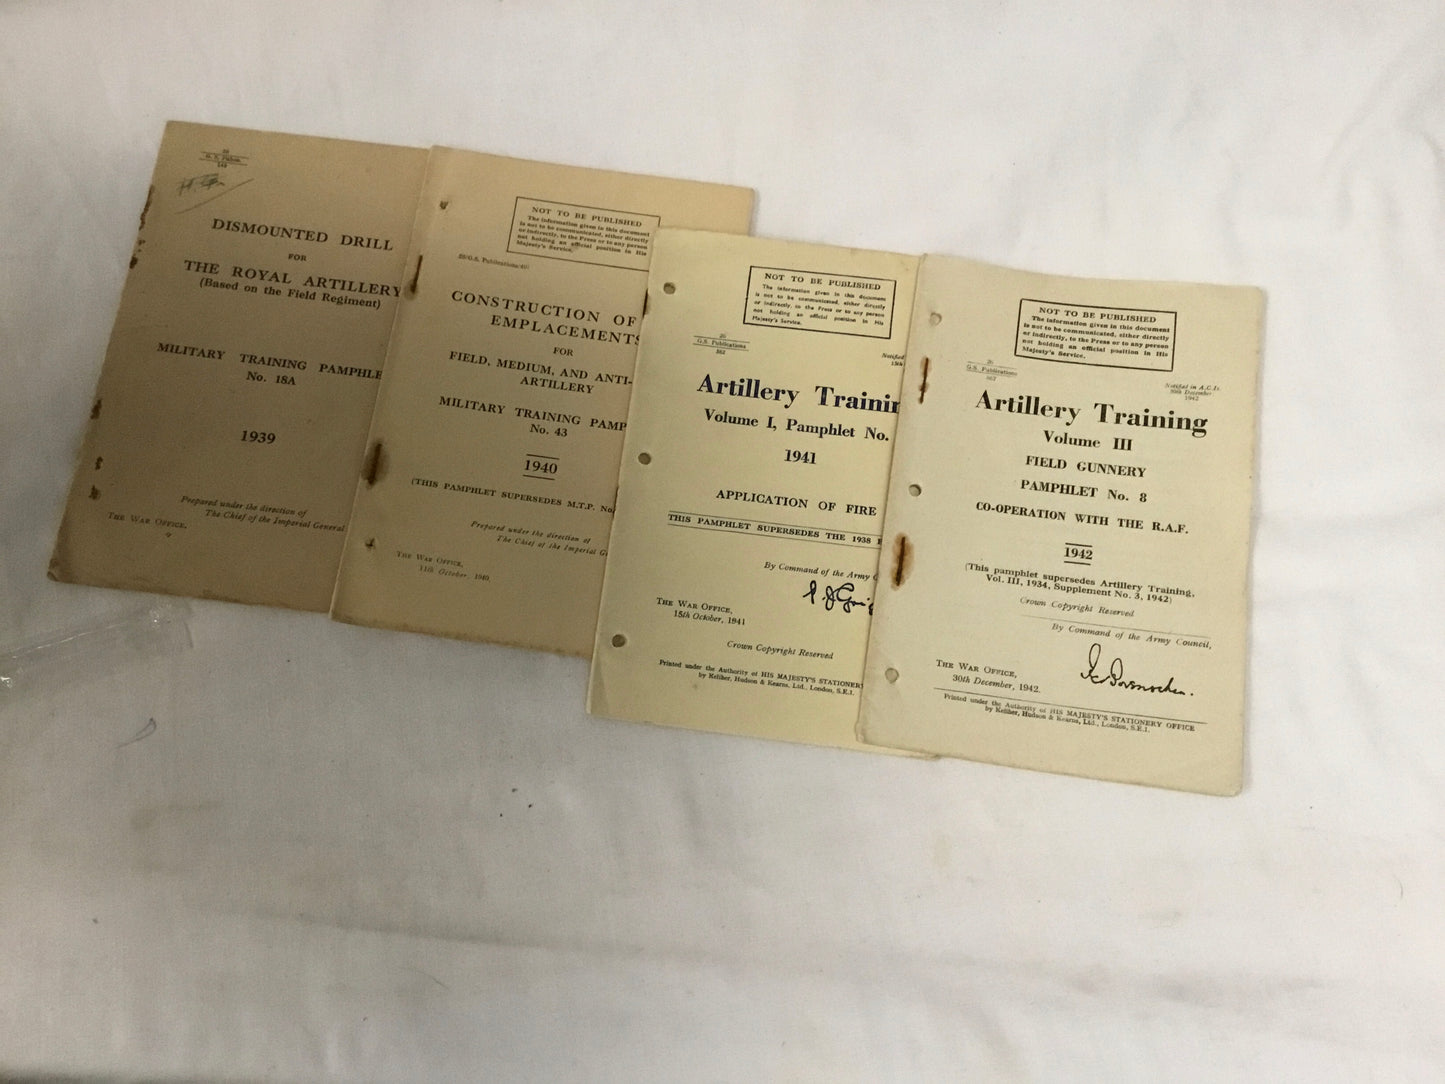 20
G. S. Publns.
DISMOUNTED DRILL
FOR
THE ROYAL ARTILLERY
(Based on the Field Regiment)
MILITARY TRAINING PAMPHLE
No. 18A
1939
Prepared under the direction of
The Chief of the Imperial General
THE WAR OFFICE,
NOT TO BE PUBLISHED
The information given in this document
is not to be communicated, either directly
or indirectly, to the Press or to any person
not holding an official position in His
Majesty's Service.
CONSTRUCTION OF
EMPLACEMENTS
FOR
FIELD, MEDIUM, AND ANTI-
ARTILLERY
MILITARY TRAINING PAMP
No. 43
1940
(THIS PAMPHLET SUPERSEDES M.T.P. No
Prepared under the direction of
The Chief of the Imperial G
THE WAR OFFICE,
11th October, 1940
NOT TO BE PUBLISHED
The information given in this document
is not to be communicated, either directly
or indirectly, to the Press or to any person
not holding an official position in His
Majesty's Service.
20
G.S. Publications
Notified
Artillery Trainin
Volume I, Pamphlet No.
1941
APPLICATION OF FIRE
THIS PAMPHLET SUPERSEDES THE 1938
By Command of the Army C
THE WAR OFFICE,
15th October, 1941
Crown Copyright Reserved
Printed under the Authority of HIS MAJESTY'S STATIONERY
by Keliher, Hudson & Kearns, Ltd., London, S.E.1.
NOT TO BE PUBLISHED
The information given in this document
is not to be communicated, either directly
or indirectly, to the Press or to any person
not holding an official position in His
Majesty's Service.
G.S. Publications
Notified in A.C.Is.
30th December
1942
Artillery Training
Volume III
FIELD GUNNERY
PAMPHLET No. 8
CO-OPERATION WITH THE R.A.F.
1942
(This pamphlet supersedes Artillery Training,
Vol. III, 1934, Supplement No. 3, 1942)
Crown Copyright Reserved
By Command of the Army Council,
THE WAR OFFICE,
30th December, 1942.
Printed under the Authority of HIS MAJESTY'S STATIONERY OFFICE
by Keliher, Hudson & Kearns, Ltd., London, S.E.1.